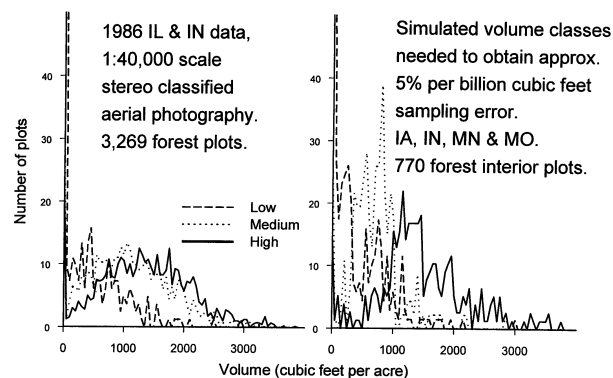 1986 IL & IN data,
1:40,000 scale
stereo classified
aerial photography.
3,269 forest plots.
Simulated volume classes
needed to obtain approx.
5% per billion cubic feet
sampling error.
IA, IN, MN & MO.
770 forest interior plots.
Number of plots
40
30
20
10
0
Low
Medium
High
0 1000 2000 3000
40
30
20
10
0
0 1000 2000 3000
Volume (cubic feet per acre)